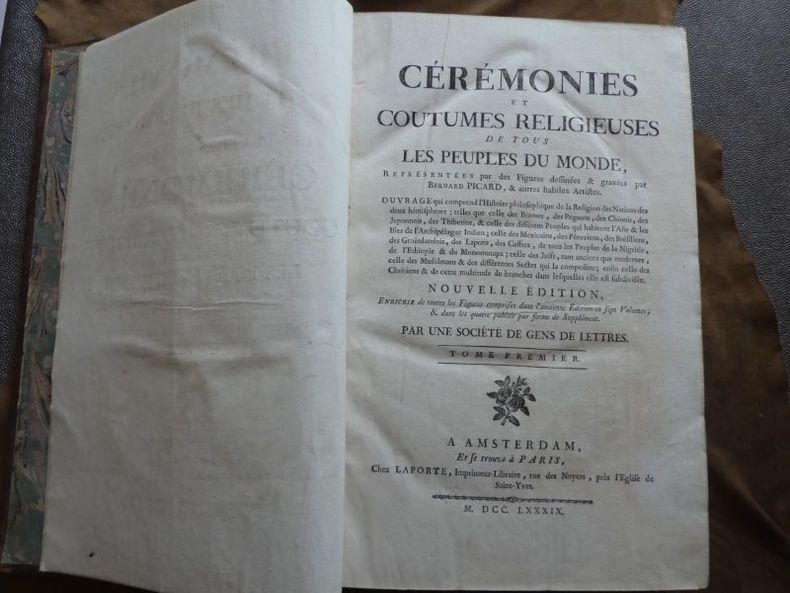 CÉRÉMONIES
ET
COUTUMES RELIGIEUSES
DE TOUS
LES PEUPLES DU MONDE,
REPRÉSENTÉES par des Figures dessinées & gravées par
BERNARD PICARD, & autres habiles Artistes.
OUVRAGE qui comprend l'Histoire philosophique de la Religion des Nations des
deux hémisphères; telles que celle des Brames, des Peguans, des Chinois, des
Japonnois, des Thibetins, & celle des différens Peuples qui habitent l'Asie & les
Isles de l'Archipélague Indien; celle des Mexicains, des Péruviens, des Brésiliens,
des Groënlandois, des Lapons, des Caffres, de tous les Peuples de la Nigritie,
de l'Ethiopie & du Monomotapa; celle des Juifs, tant anciens que modernes,
celle des Musulmans & des différentes Sectes qui la composent; enfin celle des
Chrétiens & de cette multitude de branches dans lesquelles elle est subdivisée.
NOUVELLE ÉDITION,
ENRICHIE de toutes les Figures comprises dans l'ancienne Edition en sept Volumes;
& dans les quatre publiés par forme de Supplément.
PAR UNE SOCIÉTÉ DE GENS DE LETTRES.
TOME PREMIER.
A AMSTERDAM,
Et se trouve à PARIS,
Chez LAPORTE, Imprimeur-Libraire, rue des Noyers, près l'Eglise de
Saint-Yves.
M. DCC. LXXXIX.